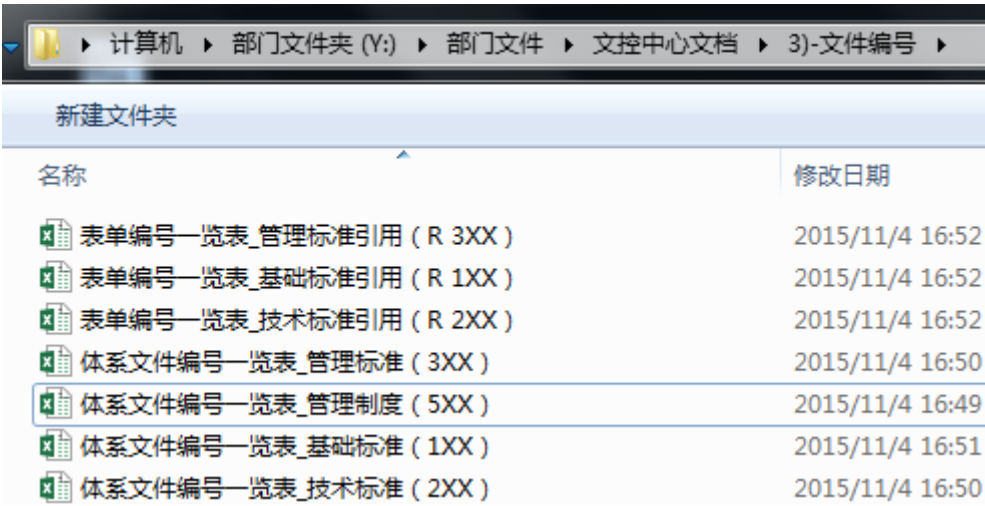 计算机 部门文件夹 (Y:) 部门文件 文控中心文档 3)-文件编号
新建文件夹
名称 修改日期
表单编号一览表_管理标准引用（R 3XX） 2015/11/4 16:52
表单编号一览表_基础标准引用（R 1XX） 2015/11/4 16:52
表单编号一览表_技术标准引用（R 2XX） 2015/11/4 16:52
体系文件编号一览表_管理标准（3XX） 2015/11/4 16:50
体系文件编号一览表_管理制度（5XX） 2015/11/4 16:49
体系文件编号一览表_基础标准（1XX） 2015/11/4 16:51
体系文件编号一览表_技术标准（2XX） 2015/11/4 16:50